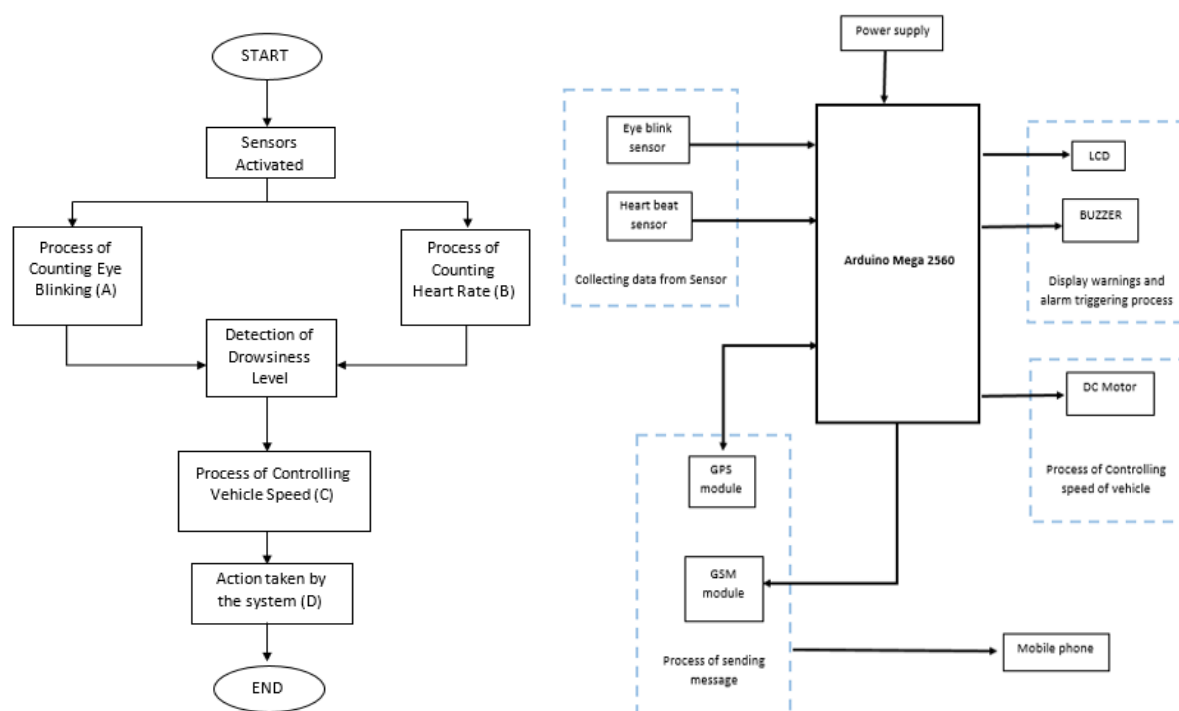 START
Sensors
Activated
Process of
Counting Eye
Blinking (A)
Process of
Counting
Heart Rate (B)
Detection of
Drowsiness
Level
Process of Controlling
Vehicle Speed (C)
Action taken by
the system (D)
END
Power supply
Eye blink
sensor
Heart beat
sensor
Collecting data from Sensor
Arduino Mega 2560
LCD
BUZZER
Display warnings and
alarm triggering process
DC Motor
Process of Controlling
speed of vehicle
GPS
module
GSM
module
Process of sending
message
Mobile phone